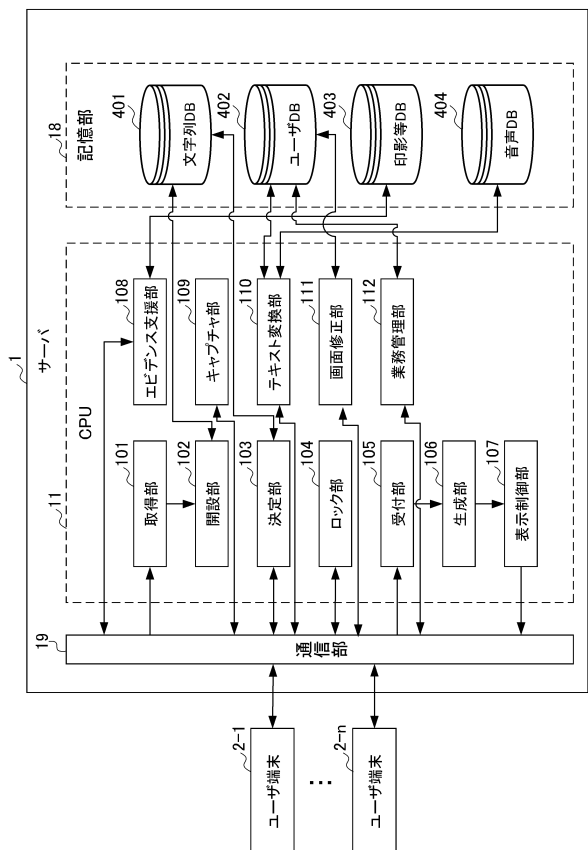 1
サーバ
11
CPU
18
記憶部
19
通信部
2-1
ユーザ端末
…
2-n
ユーザ端末
101
取得部
102
開設部
103
決定部
104
ロック部
105
受付部
106
生成部
107
表示制御部
108
エビデンス支援部
109
キャプチャ部
110
テキスト変換部
111
画面修正部
112
業務管理部
401
文字列DB
402
ユーザDB
403
印影等DB
404
音声DB